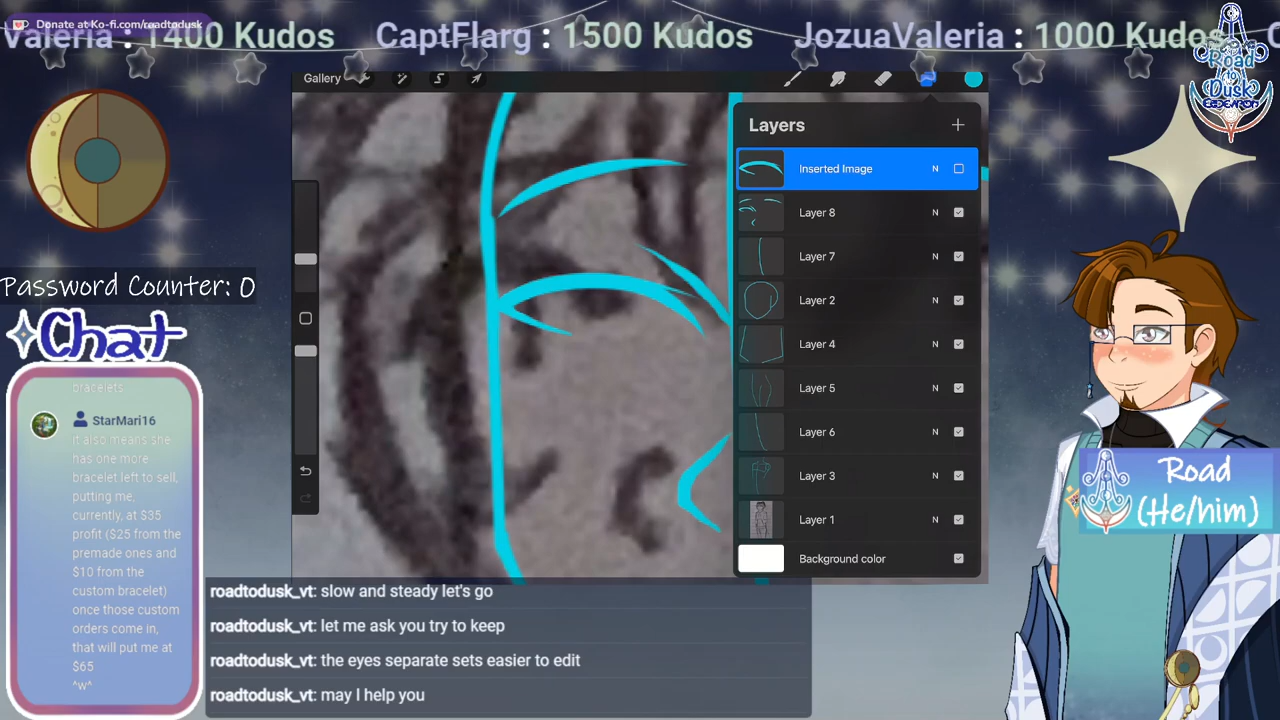 Donate at Ko-fi.com/roadtodusk
Valeria : 1400 Kudos CaptFlarg : 1500 Kudos JozuaValeria : 1000 Kudos
Road
to
Dusk
Gallery
Layers
Inserted Image N
Layer 8 N
Layer 7 N
Layer 2 N
Layer 4 N
Layer 5 N
Layer 6 N
Layer 3 N
Layer 1 N
Background color
Password Counter: 0
Chat
bracelets
StarMari16
it also means she
has one more
bracelet left to sell,
putting me,
currently, at $35
profit ($25 from the
premade ones and
$10 from the
custom bracelet)
once those custom
orders come in,
that will put me at
$65
^w^
roadtodusk_vt: slow and steady let's go
roadtodusk_vt: let me ask you try to keep
roadtodusk_vt: the eyes separate sets easier to edit
roadtodusk_vt: may I help you
Road
(He/him)